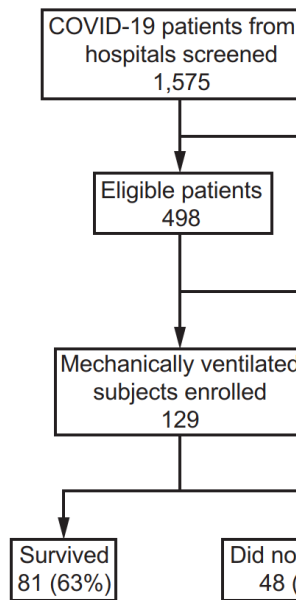 COVID-19 patients from
hospitals screened
1,575
Eligible patients
498
Mechanically ventilated
subjects enrolled
129
Survived
81 (63%)
Did no
48 (